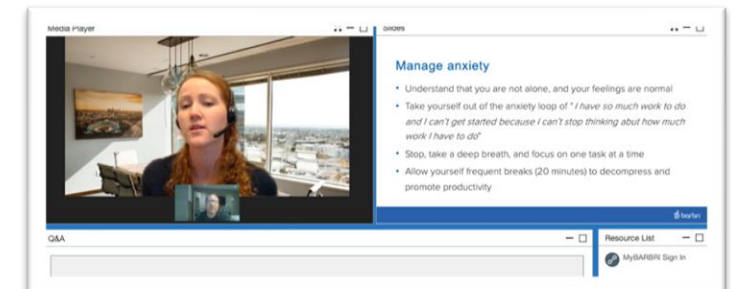 Media Player
Slides
Manage anxiety
• Understand that you are not alone, and your feelings are normal
• Take yourself out of the anxiety loop of "I have so much work to do
and I can't get started because I can't stop thinking abut how much
work I have to do"
• Stop, take a deep breath, and focus on one task at a time
• Allow yourself frequent breaks (20 minutes) to decompress and
promote productivity
barbri
Q&A
Resource List
MyBARBRI Sign In